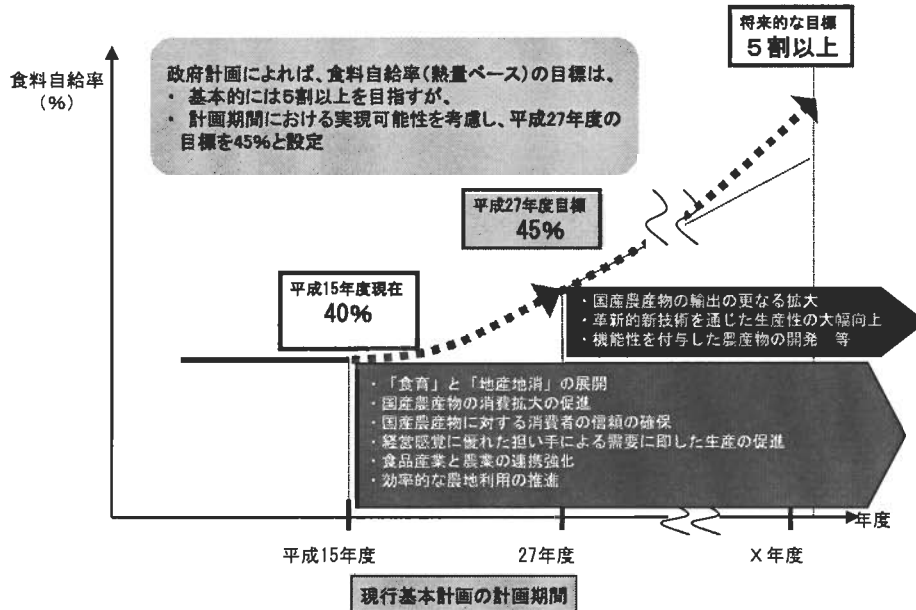 将来的な目標
5割以上
食料自給率
(%)
政府計画によれば、食料自給率(熱量ベース)の目標は、
・ 基本的には5割以上を目指すが、
・ 計画期間における実現可能性を考慮し、平成27年度の
目標を45%と設定
平成27年度目標
45%
平成15年度現在
40%
・国産農産物の輸出の更なる拡大
・革新的新技術を通じた生産性の大幅向上
・機能性を付与した農産物の開発　等
・「食育」と「地産地消」の展開
・国産農産物の消費拡大の促進
・国産農産物に対する消費者の信頼の確保
・経営感覚に優れた担い手による需要に即した生産の促進
・食品産業と農業の連携強化
・効率的な農地利用の推進
年度
平成15年度
27年度
X年度
現行基本計画の計画期間